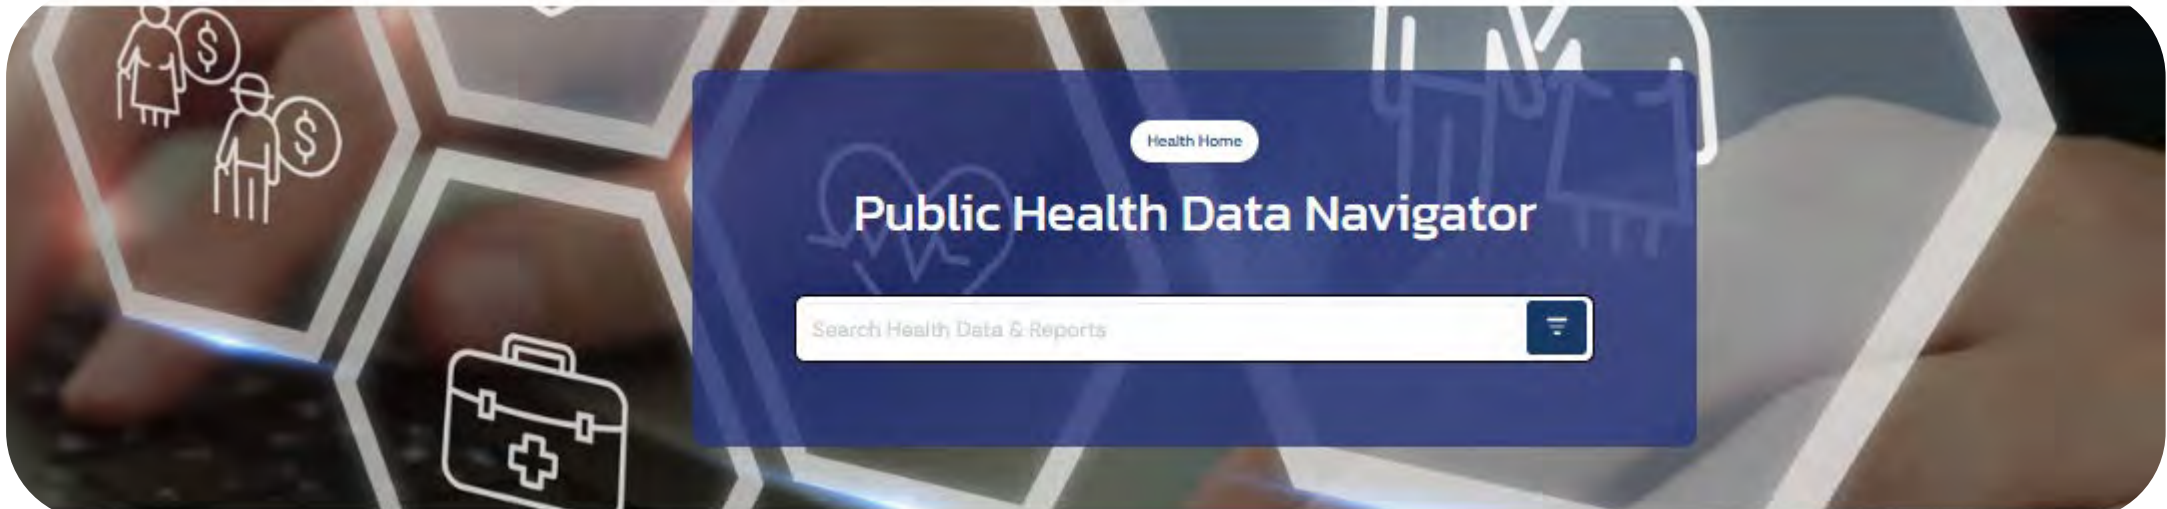 $
$
Health Home
Public Health Data Navigator
Search Health Data & Reports